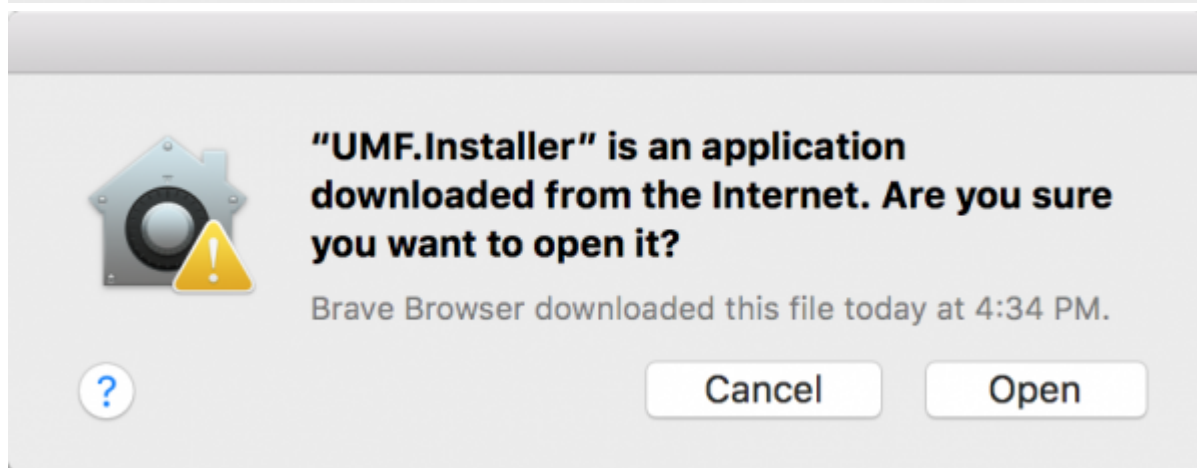 “UMF.Installer” is an application
downloaded from the Internet. Are you sure
you want to open it?
Brave Browser downloaded this file today at 4:34 PM.
?
Cancel
Open